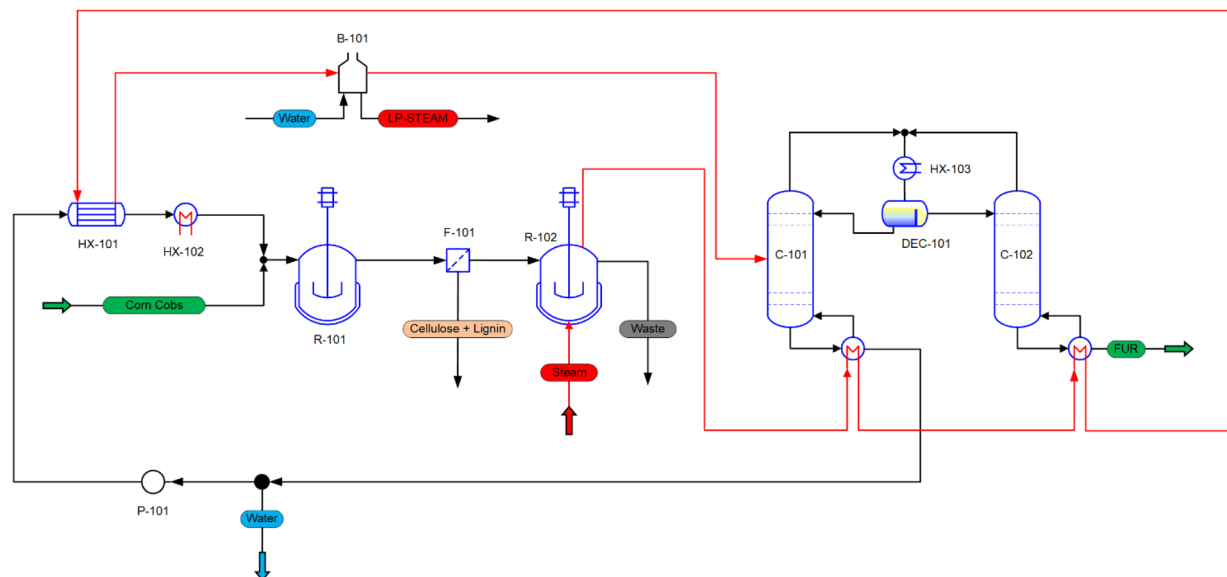 B-101
Water
LP-STEAM
HX-101
HX-102
Corn Cobs
R-101
F-101
R-102
Cellulose + Lignin
Steam
Waste
HX-103
DEC-101
C-101
C-102
FUR
P-101
Water